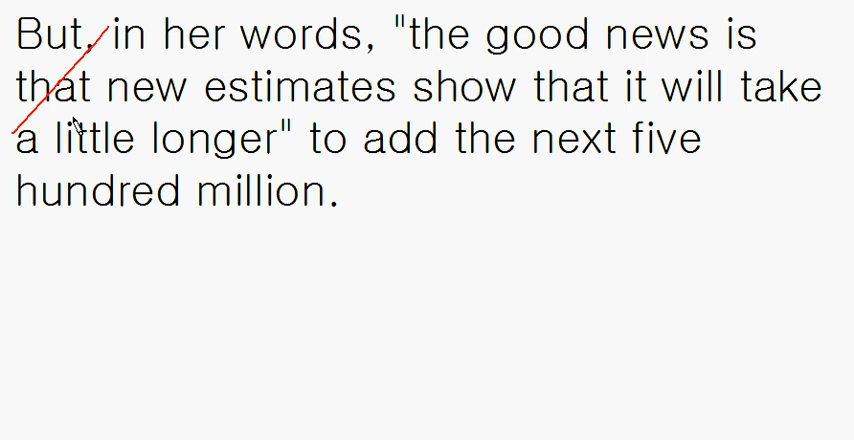 But, in her words, "the good news is
that new estimates show that it will take
a little longer" to add the next five
hundred million.